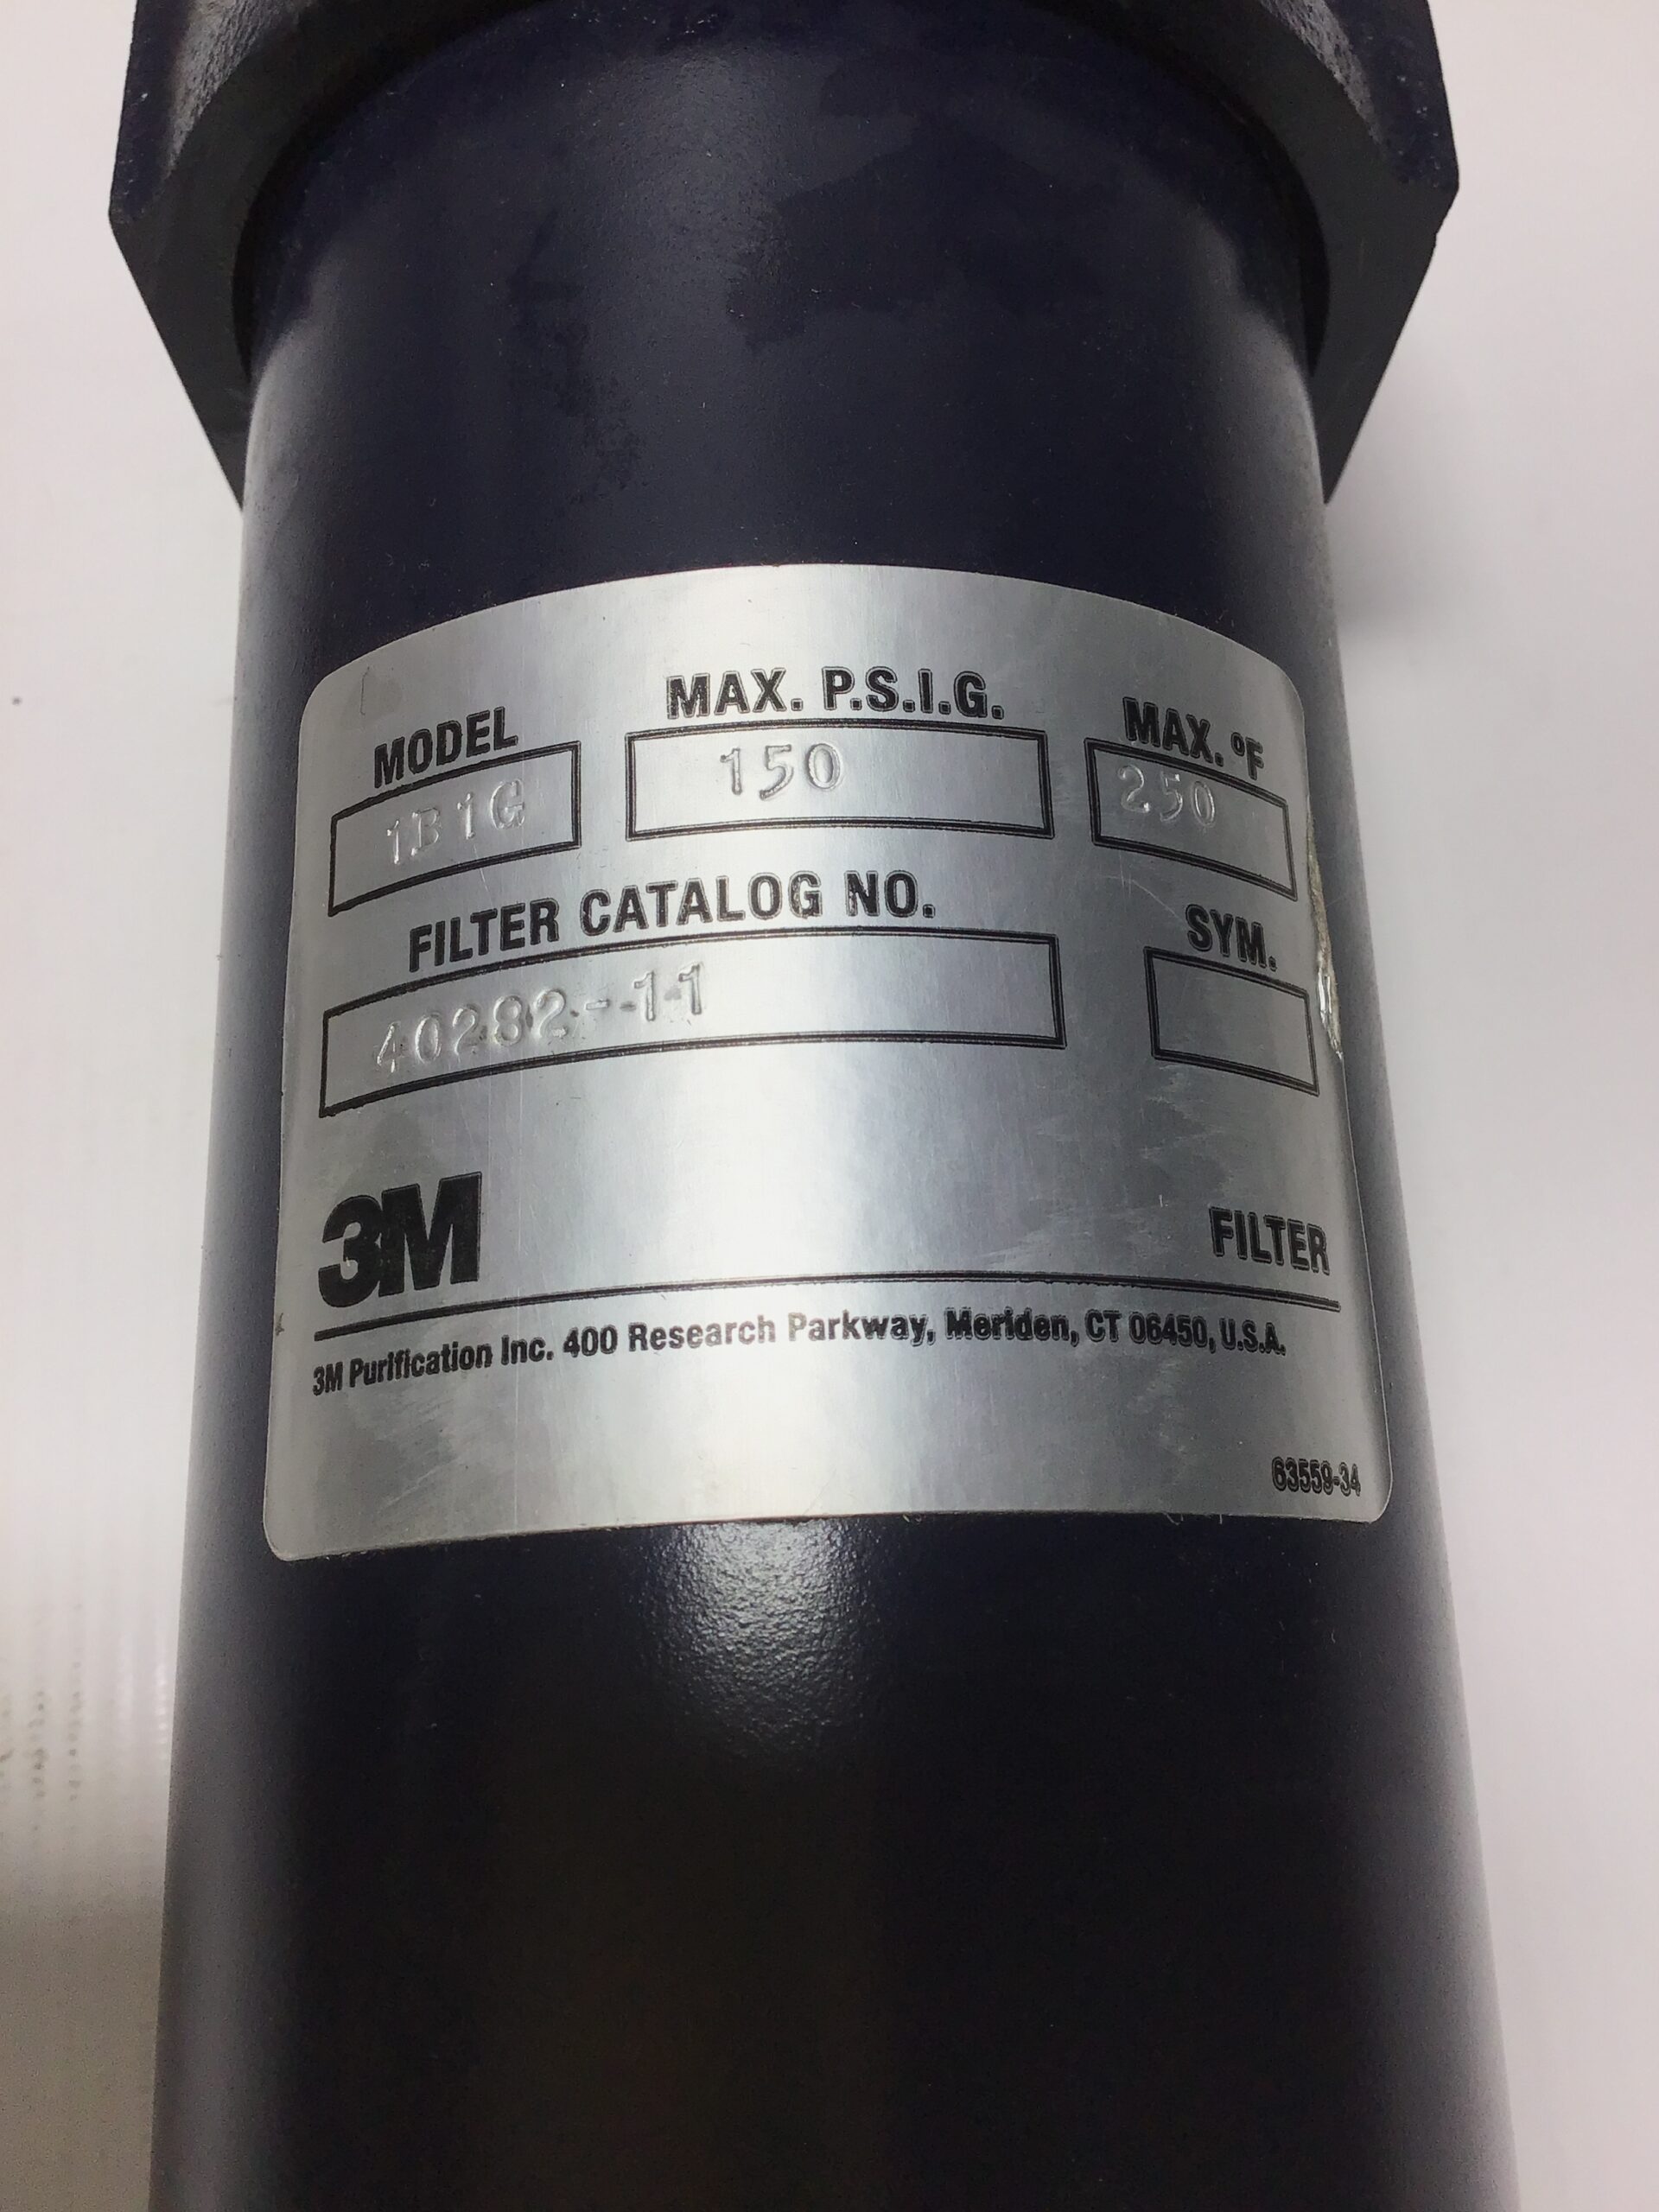 MODEL MAX. P.S.I.G. MAX. °F
1B1G 150 250
FILTER CATALOG NO. SYM.
40282-11
3M FILTER
3M Purification Inc. 400 Research Parkway, Meriden, CT 06450, U.S.A.
63559-34